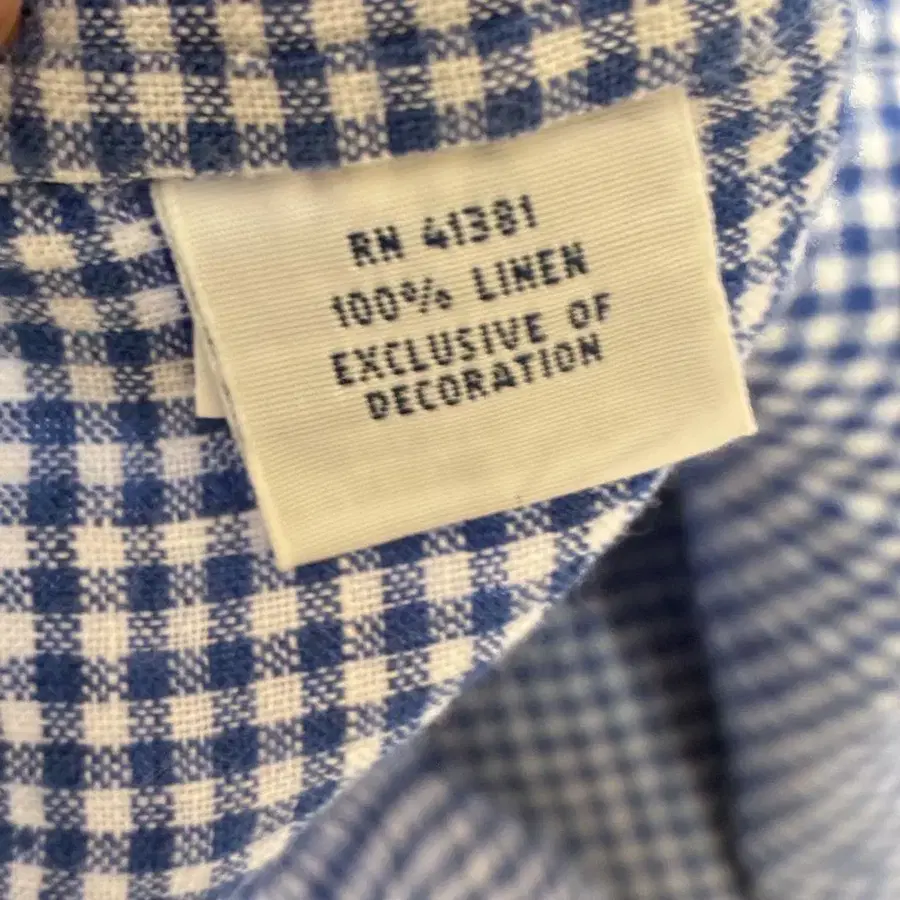 RN 41381
100% LINEN
EXCLUSIVE OF
DECORATION